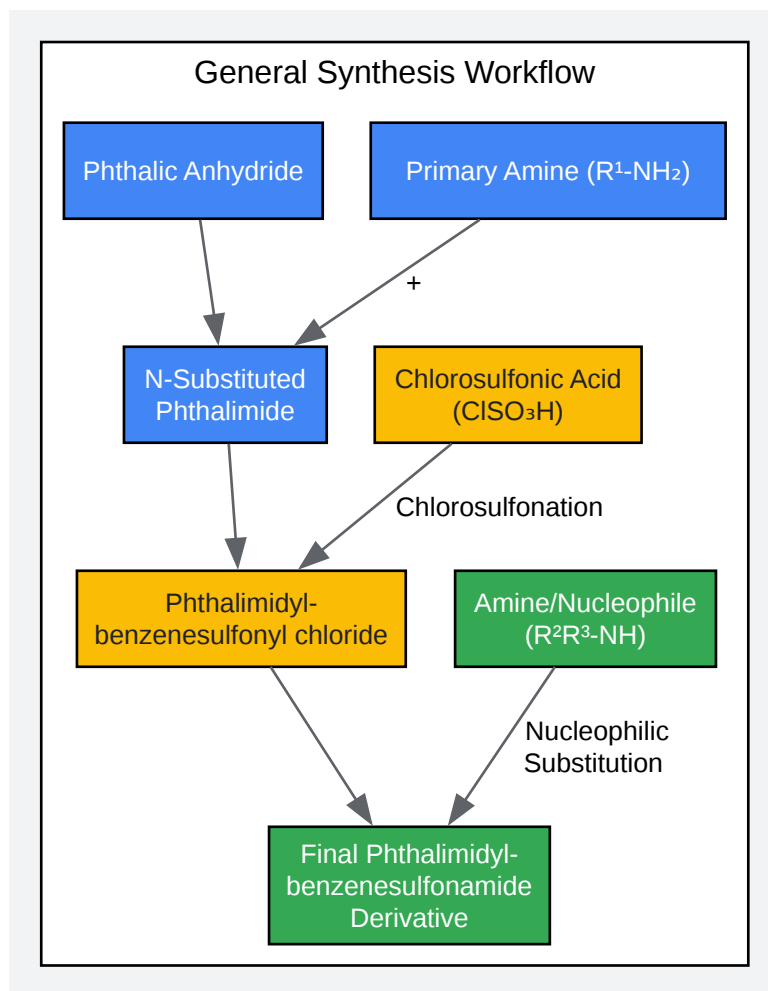 General Synthesis Workflow
Phthalic Anhydride
Primary Amine (R¹-NH₂)
+
N-Substituted
Phthalimide
Chlorosulfonic Acid
(ClSO₃H)
Chlorosulfonation
Phthalimidyl-
benzenesulfonyl chloride
Amine/Nucleophile
(R²R³-NH)
Nucleophilic
Substitution
Final Phthalimidyl-
benzenesulfonamide
Derivative